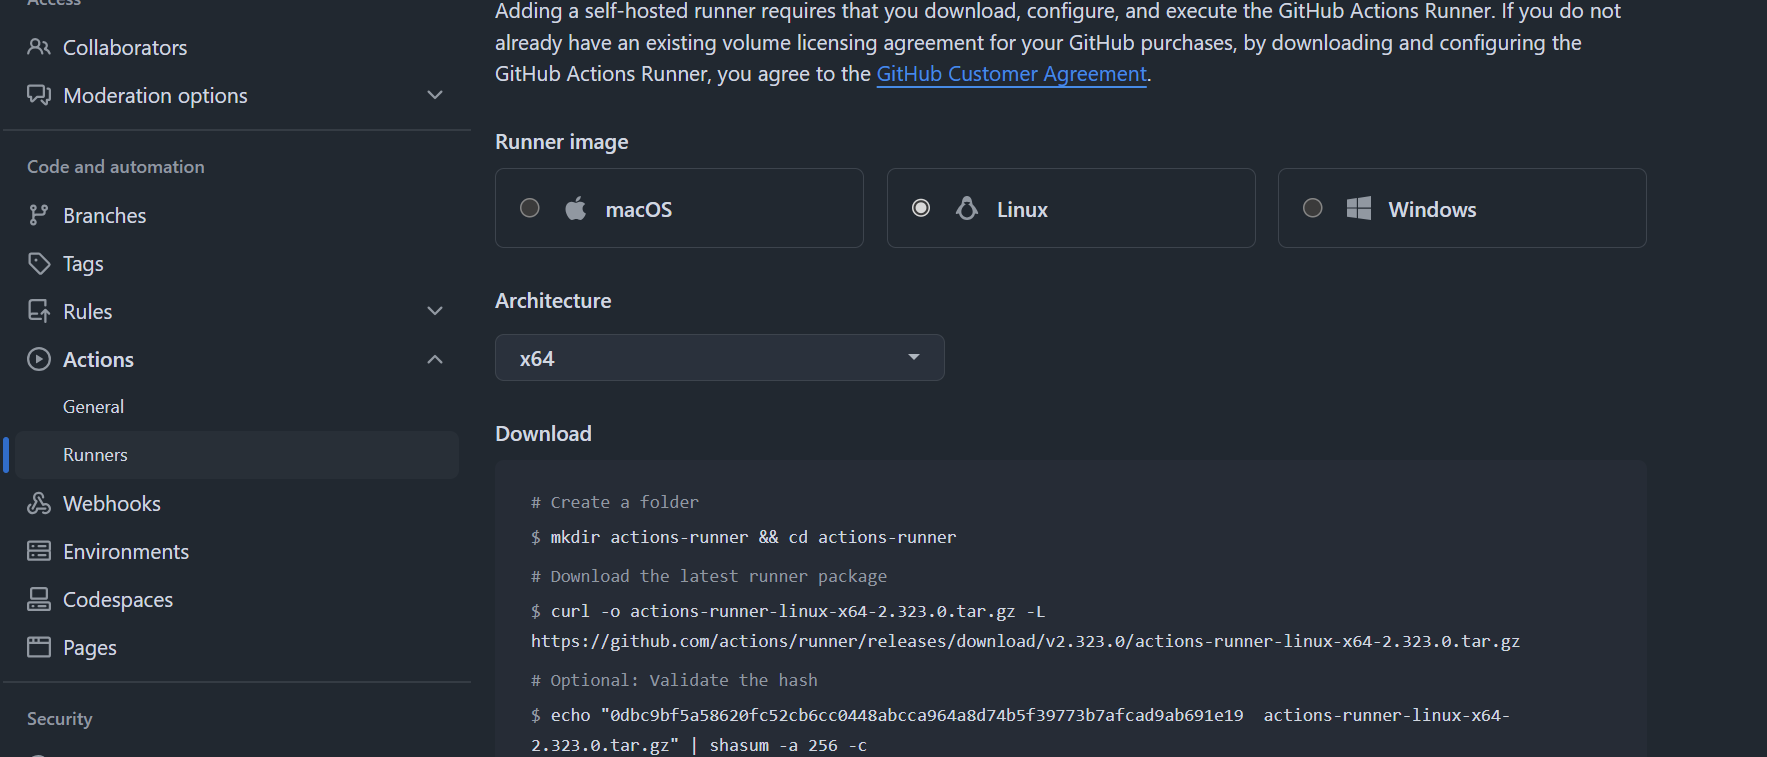 Access
Collaborators
Moderation options
Code and automation
Branches
Tags
Rules
Actions
General
Runners
Webhooks
Environments
Codespaces
Pages
Security
Adding a self-hosted runner requires that you download, configure, and execute the GitHub Actions Runner. If you do not
already have an existing volume licensing agreement for your GitHub purchases, by downloading and configuring the
GitHub Actions Runner, you agree to the GitHub Customer Agreement.
Runner image
macOS
Linux
Windows
Architecture
x64
Download
# Create a folder
$ mkdir actions-runner && cd actions-runner
# Download the latest runner package
$ curl -o actions-runner-linux-x64-2.323.0.tar.gz -L
https://github.com/actions/runner/releases/download/v2.323.0/actions-runner-linux-x64-2.323.0.tar.gz
# Optional: Validate the hash
$ echo "0dbc9bf5a58620fc52cb6cc0448abcca964a8d74b5f39773b7afcad9ab691e19  actions-runner-linux-x64-
2.323.0.tar.gz" | shasum -a 256 -c